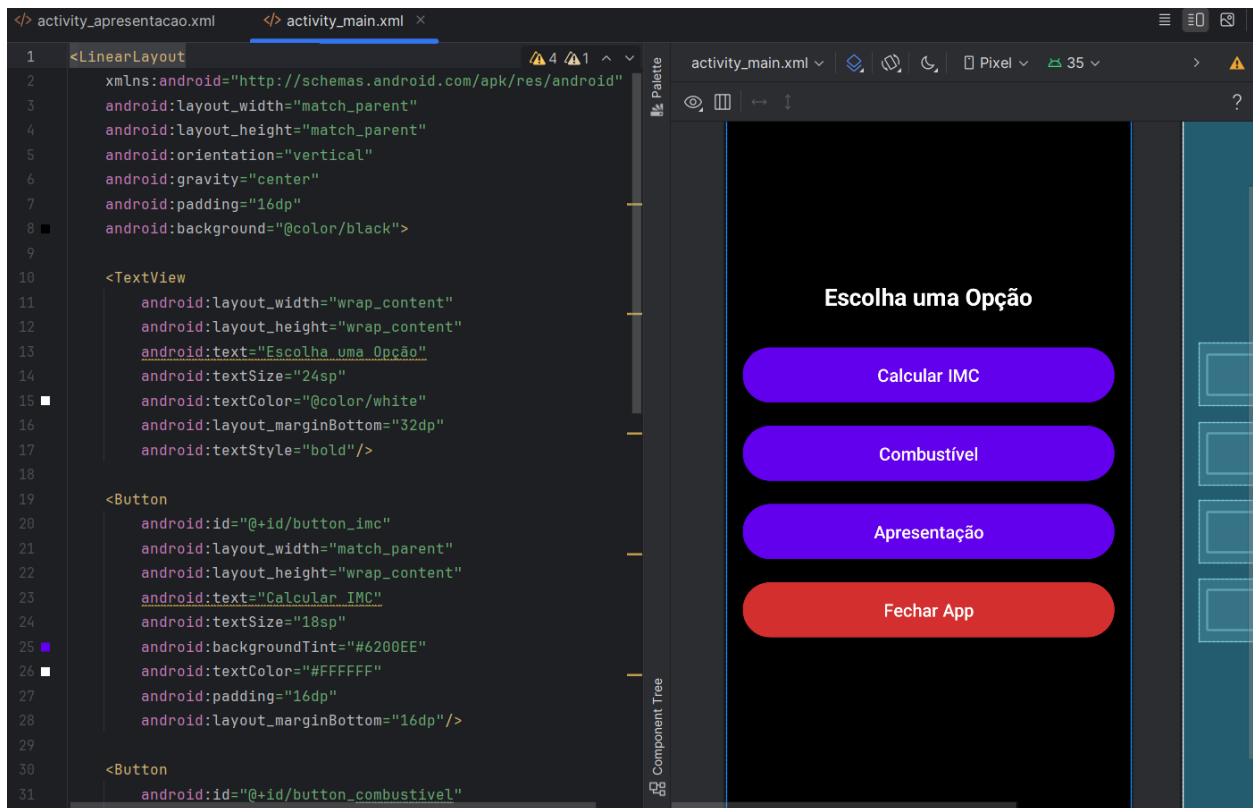 </> activity_apresentacao.xml </> activity_main.xml ×
1 <LinearLayout
4 1
2 xmlns:android="http://schemas.android.com/apk/res/android"
3 android:layout_width="match_parent"
4 android:layout_height="match_parent"
5 android:orientation="vertical"
6 android:gravity="center"
7 android:padding="16dp"
8 android:background="@color/black">
9
10 <TextView
11 android:layout_width="wrap_content"
12 android:layout_height="wrap_content"
13 android:text="Escolha uma Opção"
14 android:textSize="24sp"
15 android:textColor="@color/white"
16 android:layout_marginBottom="32dp"
17 android:textStyle="bold"/>
18
19 <Button
20 android:id="@+id/button_imc"
21 android:layout_width="match_parent"
22 android:layout_height="wrap_content"
23 android:text="Calcular IMC"
24 android:textSize="18sp"
25 android:backgroundTint="#6200EE"
26 android:textColor="#FFFFFF"
27 android:padding="16dp"
28 android:layout_marginBottom="16dp"/>
29
30 <Button
31 android:id="@+id/button_combustivel"
Palette
Component Tree
activity_main.xml Pixel 35
?
Escolha uma Opção
Calcular IMC
Combustível
Apresentação
Fechar App